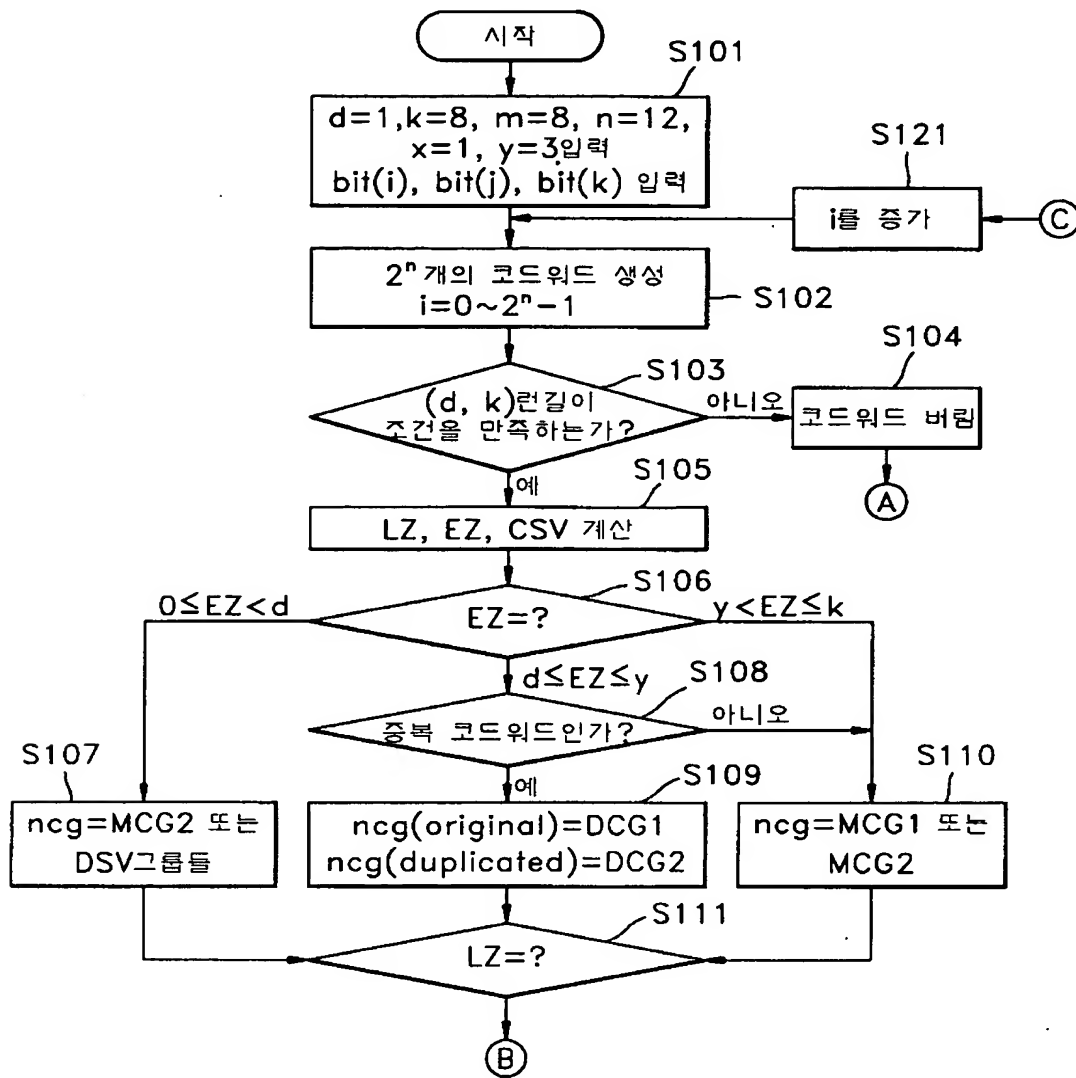 시작
S101
d=1,k=8, m=8, n=12,
x=1, y=3입력
bit(i), bit(j), bit(k) 입력
S121
i를 증가
C
2ⁿ개의 코드워드 생성
i=0~2ⁿ-1
S102
S103
(d, k)런길이
조건을 만족하는가?
아니오
S104
코드워드 버림
A
예
S105
LZ, EZ, CSV 계산
S106
0≤EZ<d
EZ=?
y<EZ≤k
d≤EZ≤y
S108
중복 코드워드인가?
아니오
S107
예
S109
S110
ncg=MCG2 또는
DSV그룹들
ncg(original)=DCG1
ncg(duplicated)=DCG2
ncg=MCG1 또는
MCG2
S111
LZ=?
B